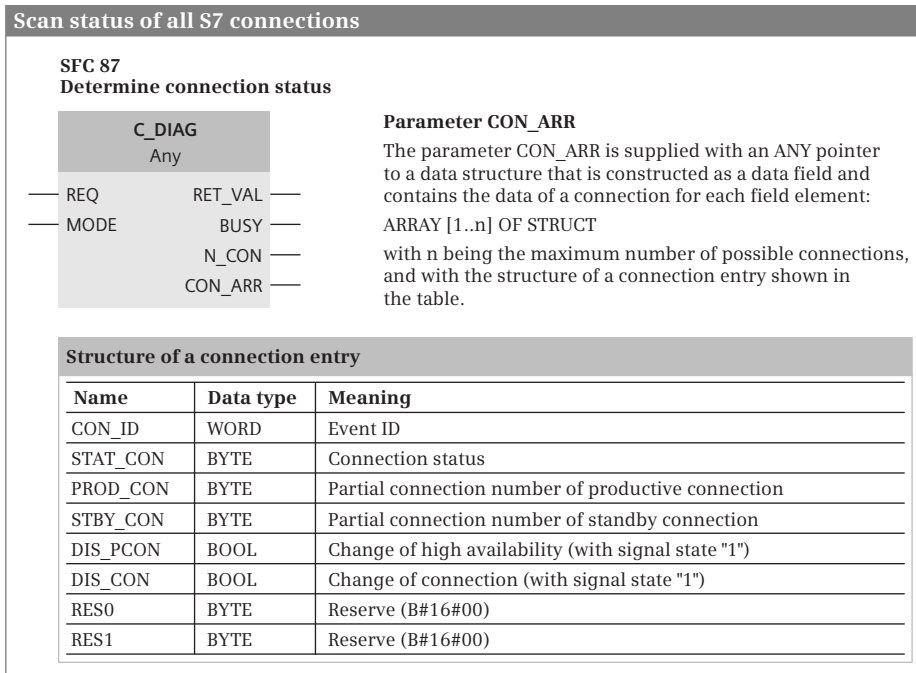 Scan status of all S7 connections
SFC 87
Determine connection status
C_DIAG
Any
REQ RET_VAL
MODE BUSY
N_CON
CON_ARR
Parameter CON_ARR
The parameter CON_ARR is supplied with an ANY pointer
to a data structure that is constructed as a data field and
contains the data of a connection for each field element:
ARRAY [1..n] OF STRUCT
with n being the maximum number of possible connections,
and with the structure of a connection entry shown in
the table.
Structure of a connection entry
Name Data type Meaning
CON_ID WORD Event ID
STAT_CON BYTE Connection status
PROD_CON BYTE Partial connection number of productive connection
STBY_CON BYTE Partial connection number of standby connection
DIS_PCON BOOL Change of high availability (with signal state "1")
DIS_CON BOOL Change of connection (with signal state "1")
RES0 BYTE Reserve (B#16#00)
RES1 BYTE Reserve (B#16#00)